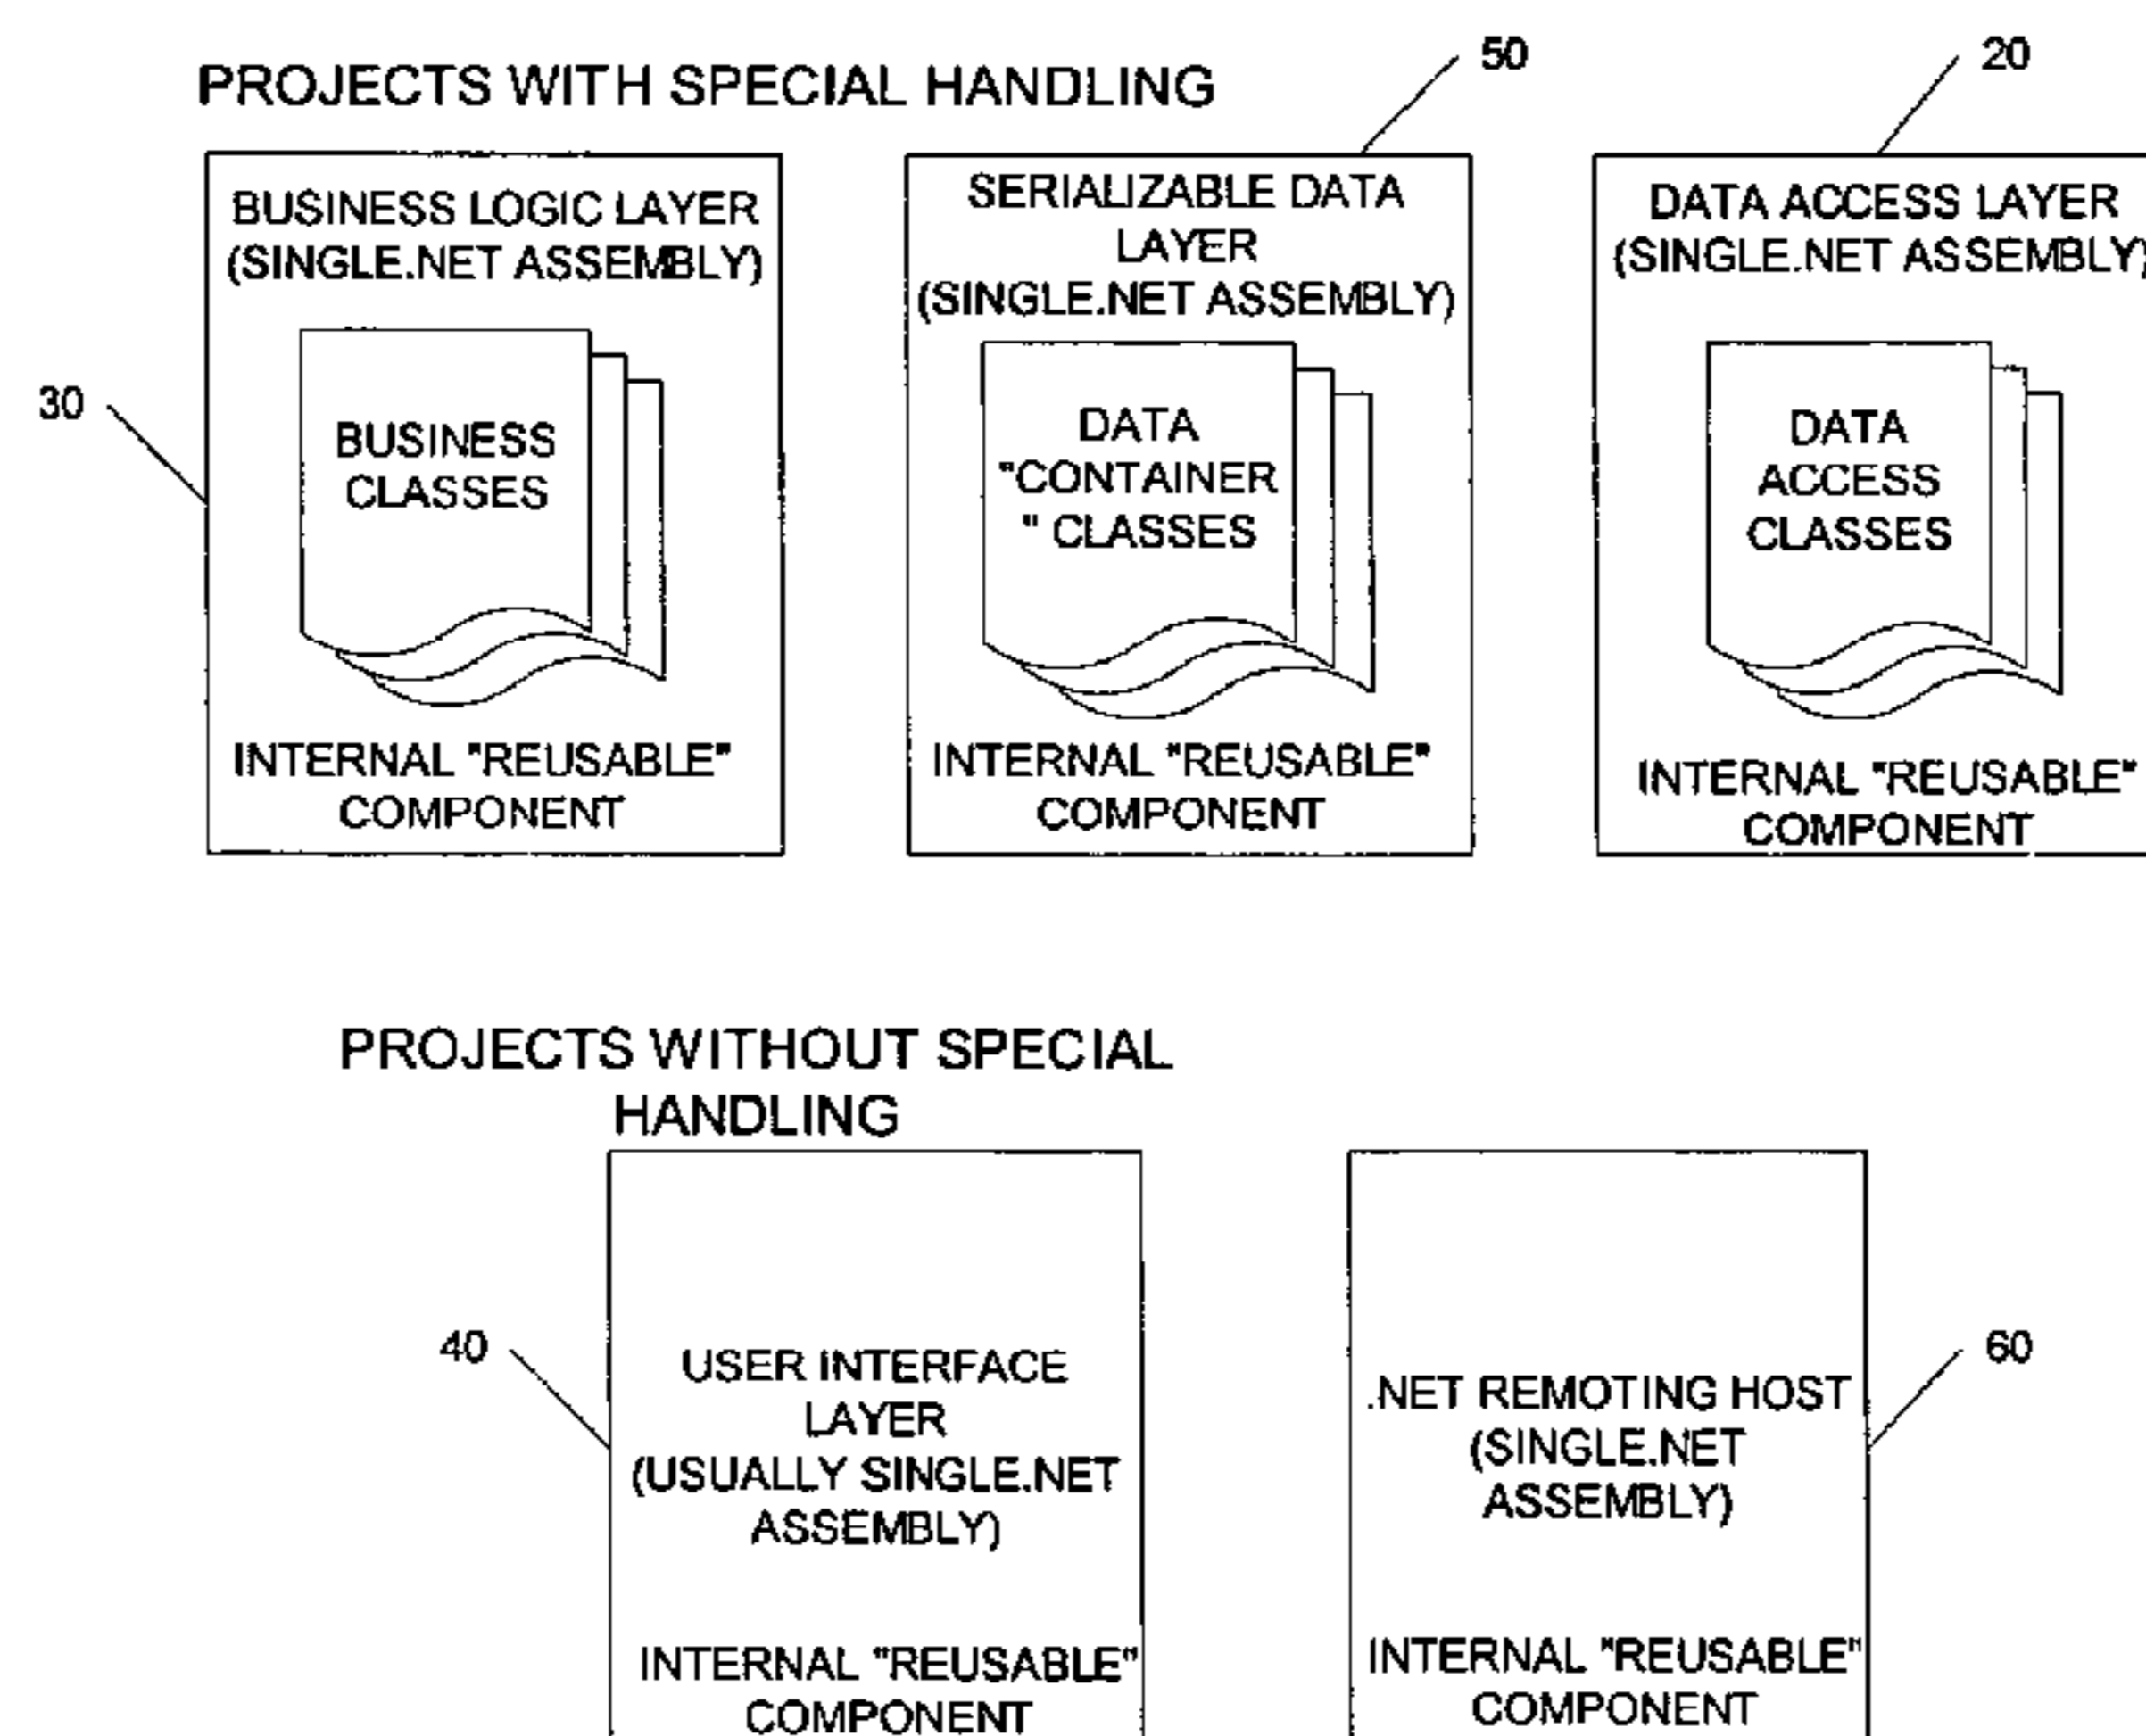 PROJECTS WITH SPECIAL HANDLING
50
20
30
BUSINESS LOGIC LAYER
(SINGLE.NET ASSEMBLY)
BUSINESS
CLASSES
INTERNAL "REUSABLE"
COMPONENT
SERIALIZABLE DATA
LAYER
(SINGLE.NET ASSEMBLY)
DATA
"CONTAINER
" CLASSES
INTERNAL "REUSABLE"
COMPONENT
DATA ACCESS LAYER
(SINGLE.NET ASSEMBLY)
DATA
ACCESS
CLASSES
INTERNAL "REUSABLE"
COMPONENT
PROJECTS WITHOUT SPECIAL
HANDLING
40
USER INTERFACE
LAYER
(USUALLY SINGLE.NET
ASSEMBLY)
INTERNAL "REUSABLE"
COMPONENT
60
.NET REMOTING HOST
(SINGLE.NET
ASSEMBLY)
INTERNAL "REUSABLE"
COMPONENT